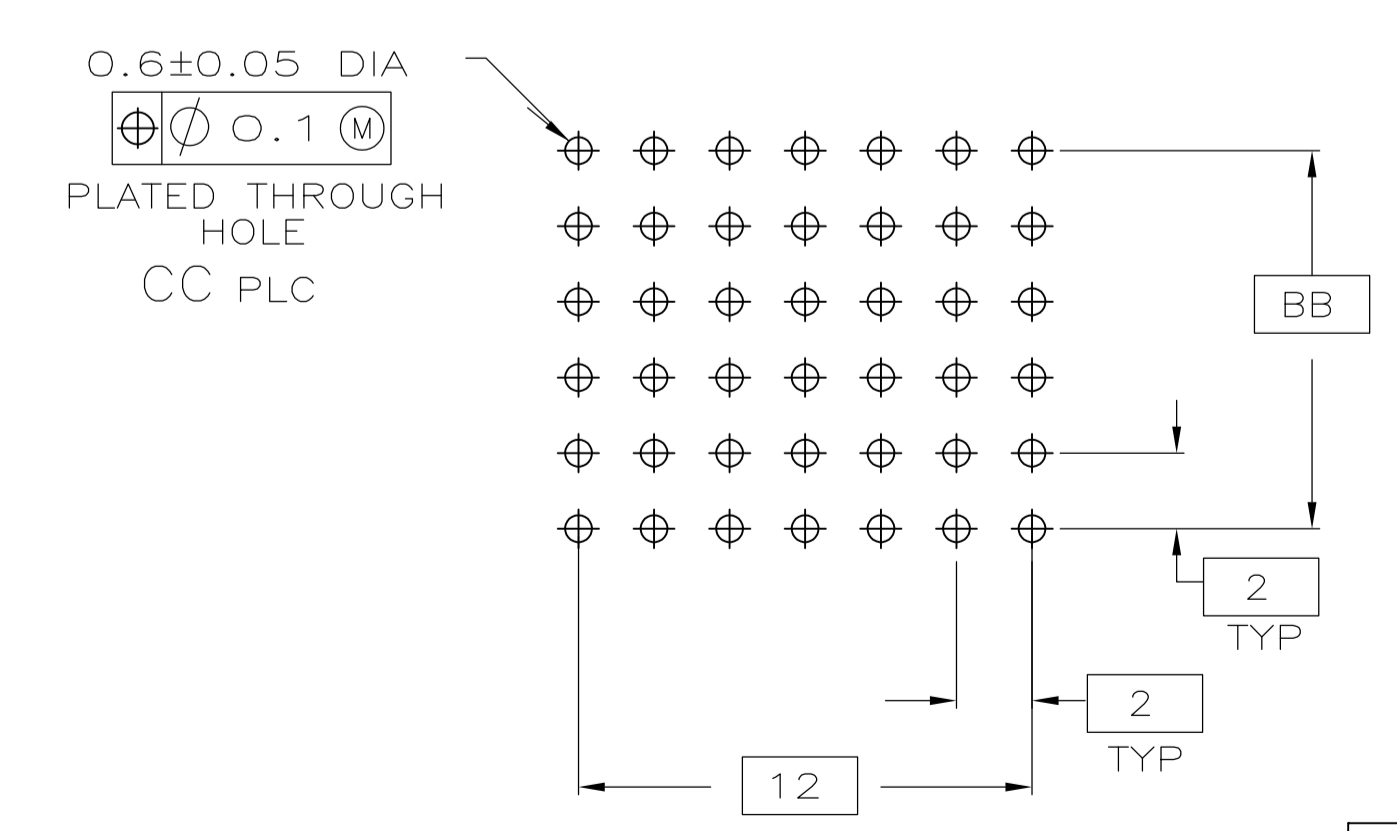 0.6±0.05 DIA
⌖ ⌀ 0.1 Ⓜ
PLATED THROUGH
HOLE
CC PLC
BB
2
TYP
2
TYP
12